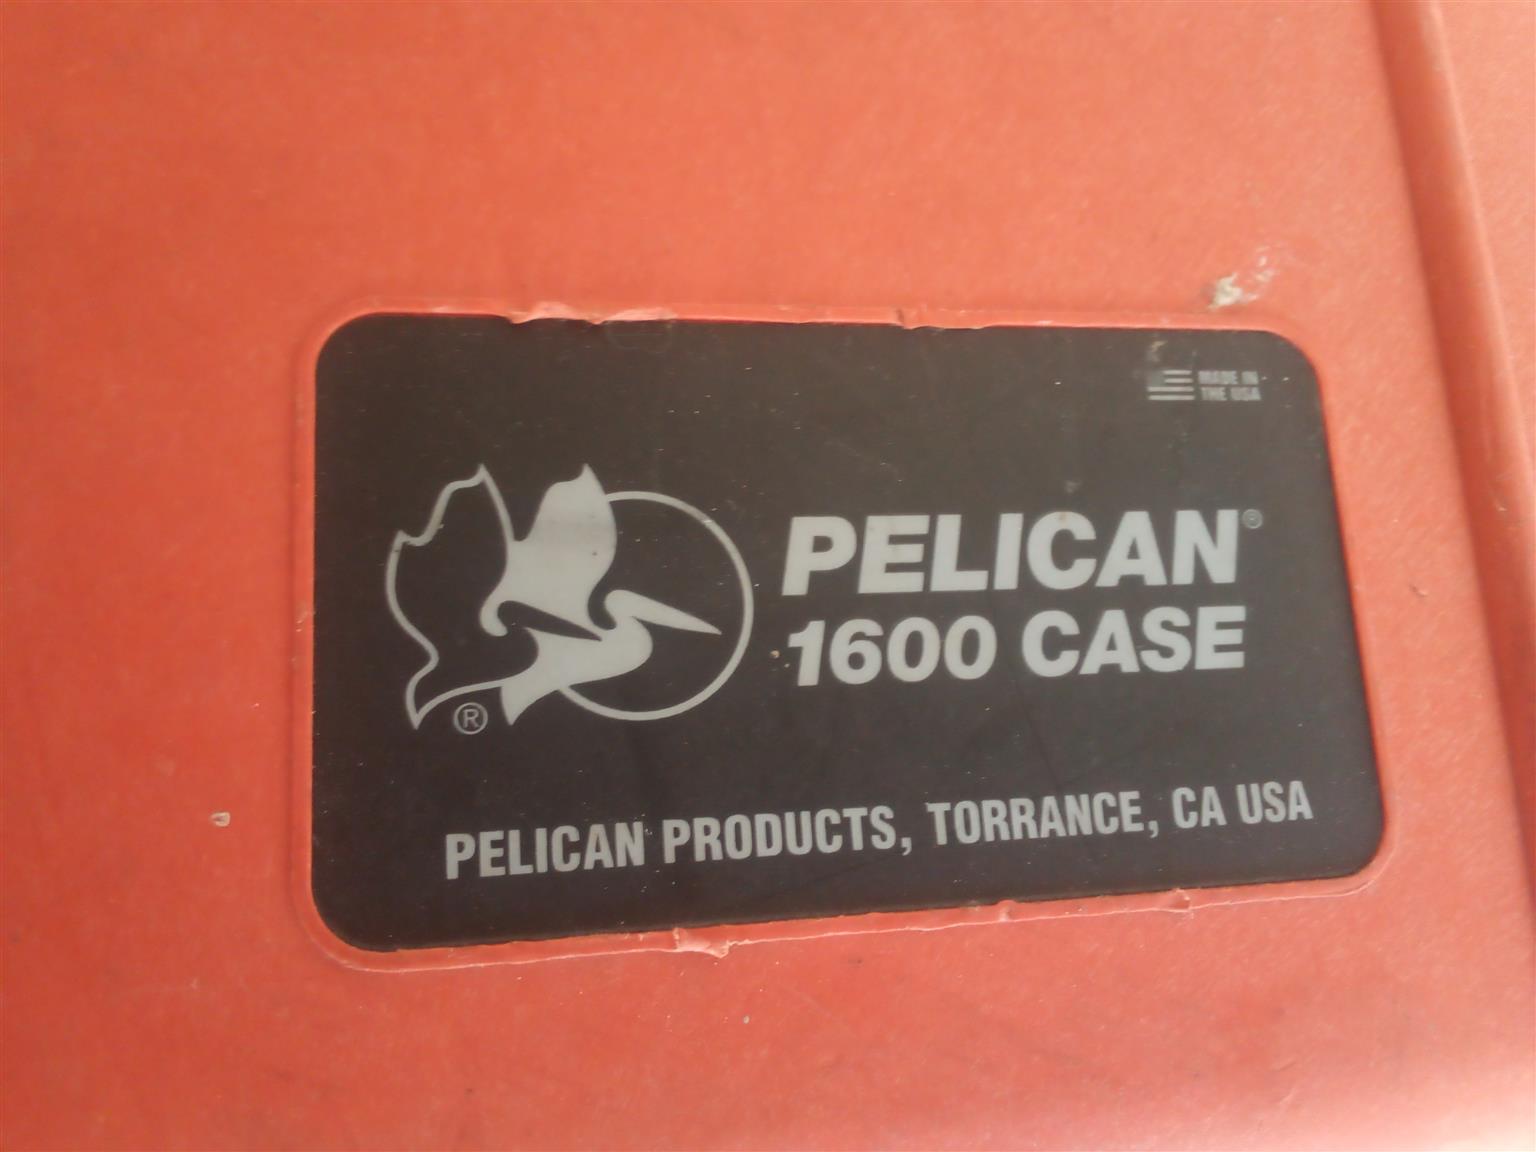 MADE IN
THE USA
PELICAN®
1600 CASE
®
PELICAN PRODUCTS, TORRANCE, CA USA